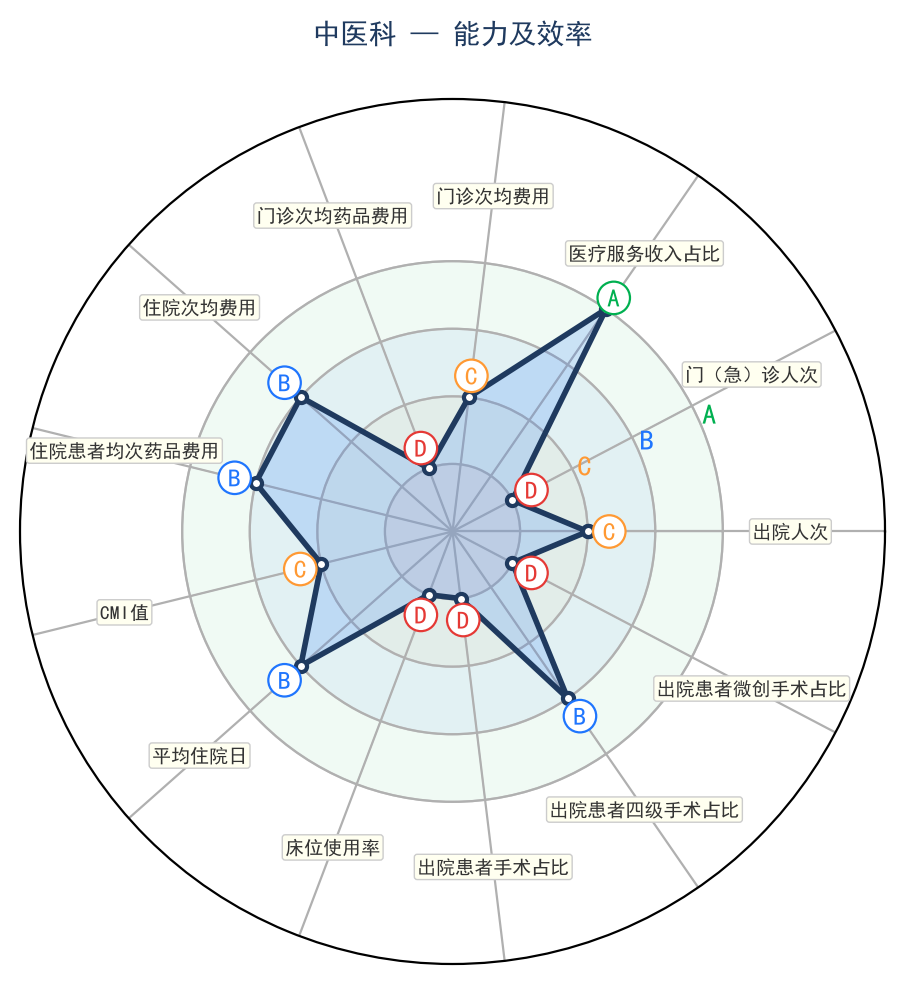 中医科 — 能力及效率
门诊次均费用
门诊次均药品费用
医疗服务收入占比
A
住院次均费用
门（急）诊人次
B
C
A
B
D
C
住院患者均次药品费用
B
D
出院人次
C
C
D
CMI值
D
D
B
出院患者微创手术占比
B
平均住院日
出院患者四级手术占比
床位使用率
出院患者手术占比